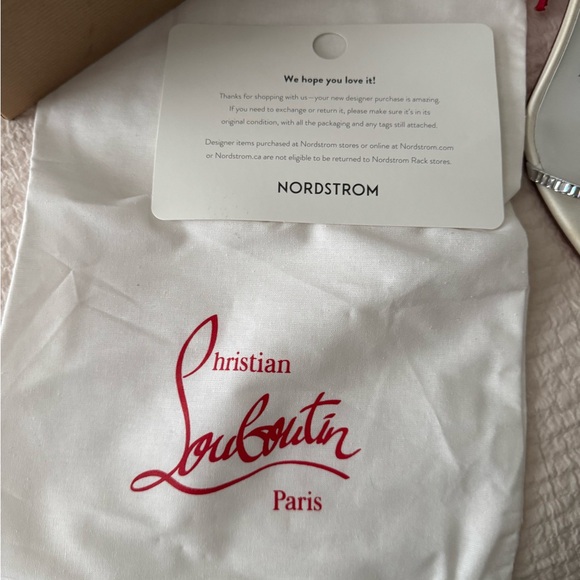 We hope you love it!
Thanks for shopping with us—your new designer purchase is amazing.
If you need to exchange or return it, please make sure it's in its
original condition, with all the packaging and any tags still attached.
Designer items purchased at Nordstrom stores or online at Nordstrom.com
or Nordstrom.ca are not eligible to be returned to Nordstrom Rack stores.
NORDSTROM
Christian
Louboutin
Paris